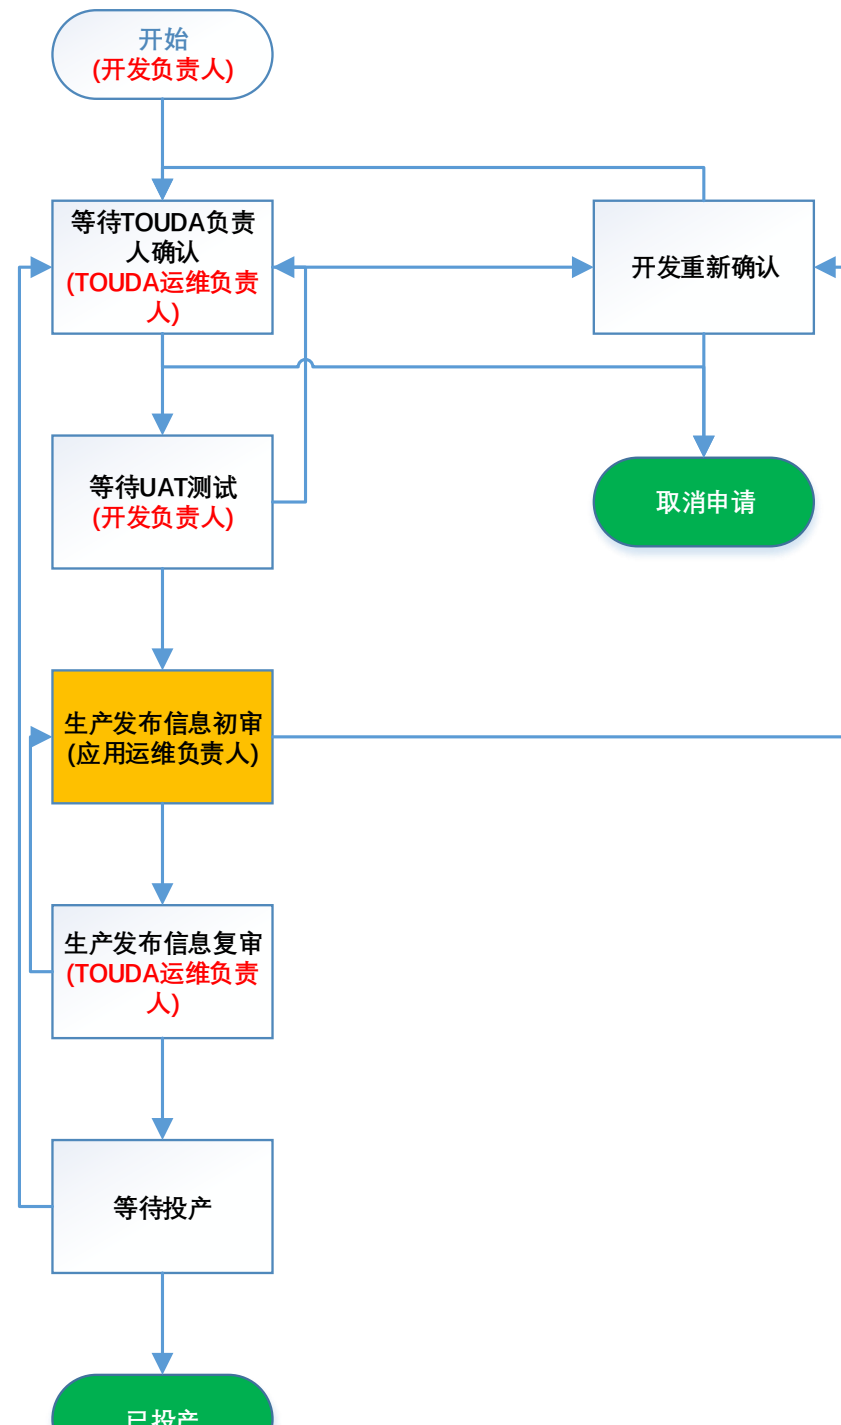 开始
(开发负责人)
等待TOUDA负责
人确认
(TOUDA运维负责
人)
开发重新确认
等待UAT测试
(开发负责人)
取消申请
生产发布信息初审
(应用运维负责人)
生产发布信息复审
(TOUDA运维负责
人)
等待投产
已投产